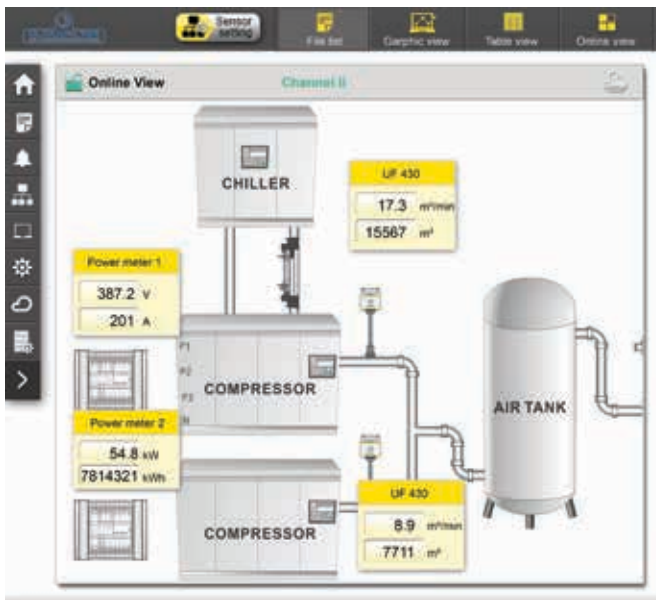 Sensor
setting
File list
Garphic view
Table view
Online view
Online View
Channel II
CHILLER
UF 430
17.3 m³/min
15567 m³
Power meter 1
387.2 V
201 A
P1
P2
P3
N
COMPRESSOR
AIR TANK
Power meter 2
54.8 kW
7814321 kWh
UF 430
8.9 m³/min
7711 m³
COMPRESSOR